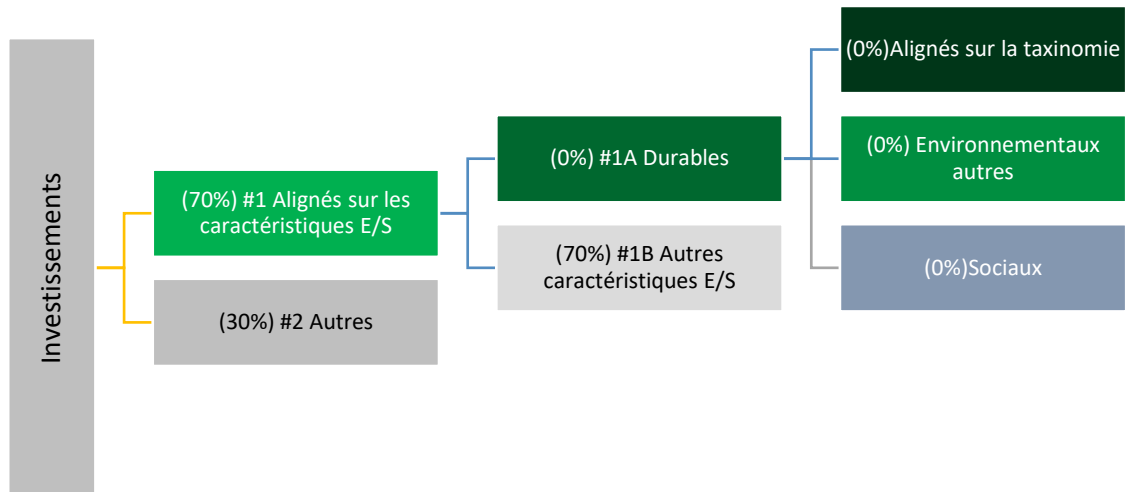 Investissements
(70%) #1 Alignés sur les
caractéristiques E/S
(30%) #2 Autres
(0%) #1A Durables
(70%) #1B Autres
caractéristiques E/S
(0%)Alignés sur la taxinomie
(0%) Environnementaux
autres
(0%)Sociaux